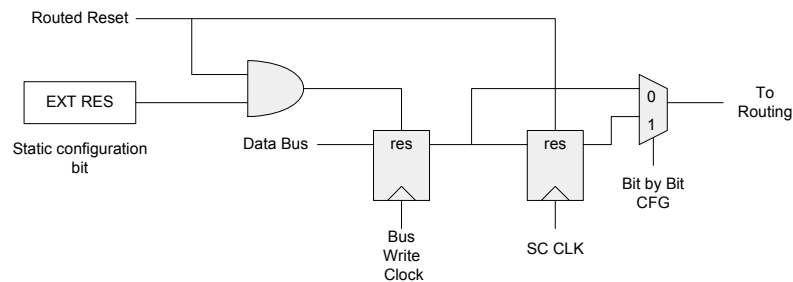 Routed Reset
EXT RES
Static configuration
bit
Data Bus
res
res
0
1
To
Routing
Bit by Bit
CFG
Bus
Write
Clock
SC CLK